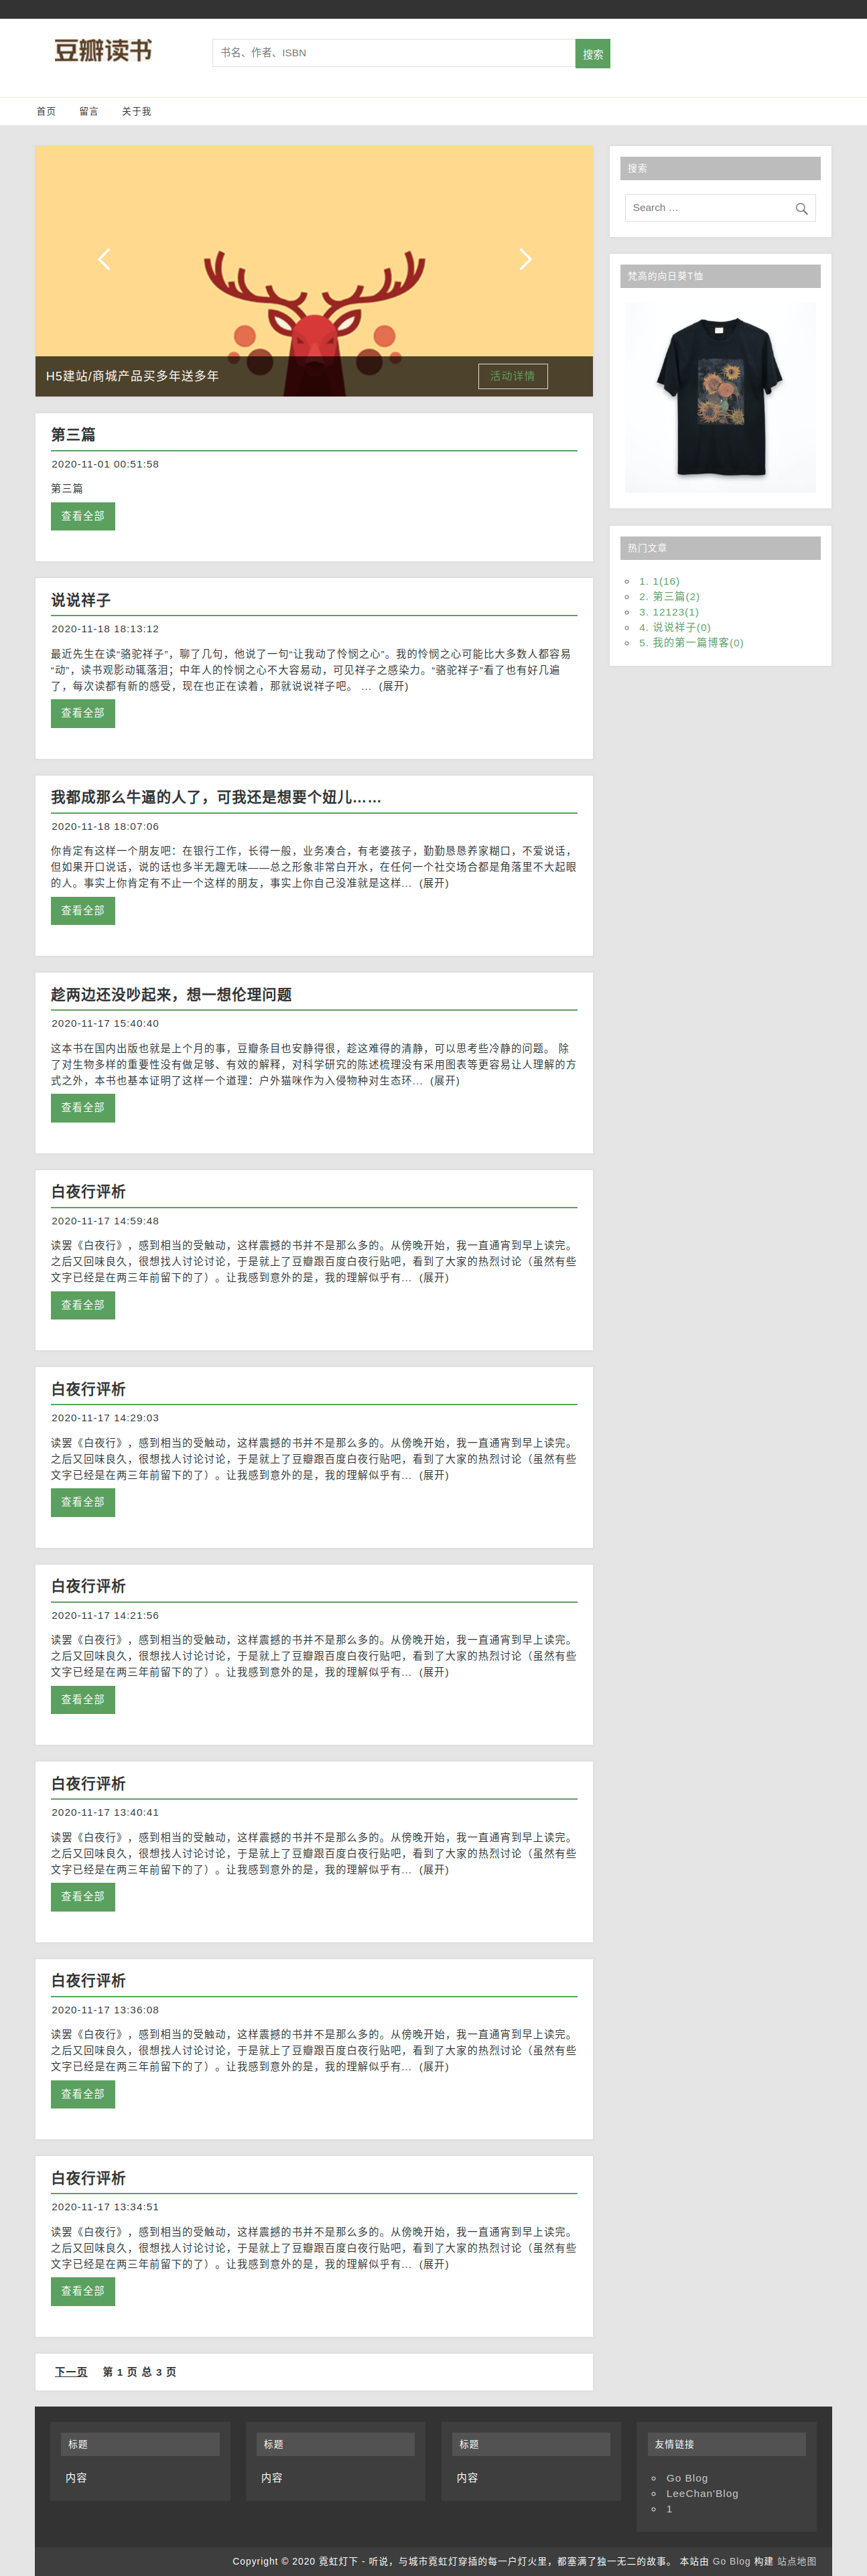 豆瓣读书
书名、作者、ISBN
搜索
首页 留言 关于我
H5建站/商城产品买多年送多年
活动详情
第三篇
2020-11-01 00:51:58
第三篇
查看全部
说说祥子
2020-11-18 18:13:12
最近先生在读“骆驼祥子”，聊了几句，他说了一句“让我动了怜悯之心”。我的怜悯之心可能比大多数人都容易
“动”，读书观影动辄落泪；中年人的怜悯之心不大容易动，可见祥子之感染力。“骆驼祥子”看了也有好几遍
了，每次读都有新的感受，现在也正在读着，那就说说祥子吧。 ... (展开)
查看全部
我都成那么牛逼的人了，可我还是想要个妞儿……
2020-11-18 18:07:06
你肯定有这样一个朋友吧：在银行工作，长得一般，业务凑合，有老婆孩子，勤勤恳恳养家糊口，不爱说话，
但如果开口说话，说的话也多半无趣无味——总之形象非常白开水，在任何一个社交场合都是角落里不大起眼
的人。事实上你肯定有不止一个这样的朋友，事实上你自己没准就是这样... (展开)
查看全部
趁两边还没吵起来，想一想伦理问题
2020-11-17 15:40:40
这本书在国内出版也就是上个月的事，豆瓣条目也安静得很，趁这难得的清静，可以思考些冷静的问题。 除
了对生物多样的重要性没有做足够、有效的解释，对科学研究的陈述梳理没有采用图表等更容易让人理解的方
式之外，本书也基本证明了这样一个道理：户外猫咪作为入侵物种对生态环... (展开)
查看全部
白夜行评析
2020-11-17 14:59:48
读罢《白夜行》，感到相当的受触动，这样震撼的书并不是那么多的。从傍晚开始，我一直通宵到早上读完。
之后又回味良久，很想找人讨论讨论，于是就上了豆瓣跟百度白夜行贴吧，看到了大家的热烈讨论（虽然有些
文字已经是在两三年前留下的了）。让我感到意外的是，我的理解似乎有... (展开)
查看全部
白夜行评析
2020-11-17 14:29:03
读罢《白夜行》，感到相当的受触动，这样震撼的书并不是那么多的。从傍晚开始，我一直通宵到早上读完。
之后又回味良久，很想找人讨论讨论，于是就上了豆瓣跟百度白夜行贴吧，看到了大家的热烈讨论（虽然有些
文字已经是在两三年前留下的了）。让我感到意外的是，我的理解似乎有... (展开)
查看全部
白夜行评析
2020-11-17 14:21:56
读罢《白夜行》，感到相当的受触动，这样震撼的书并不是那么多的。从傍晚开始，我一直通宵到早上读完。
之后又回味良久，很想找人讨论讨论，于是就上了豆瓣跟百度白夜行贴吧，看到了大家的热烈讨论（虽然有些
文字已经是在两三年前留下的了）。让我感到意外的是，我的理解似乎有... (展开)
查看全部
白夜行评析
2020-11-17 13:40:41
读罢《白夜行》，感到相当的受触动，这样震撼的书并不是那么多的。从傍晚开始，我一直通宵到早上读完。
之后又回味良久，很想找人讨论讨论，于是就上了豆瓣跟百度白夜行贴吧，看到了大家的热烈讨论（虽然有些
文字已经是在两三年前留下的了）。让我感到意外的是，我的理解似乎有... (展开)
查看全部
白夜行评析
2020-11-17 13:36:08
读罢《白夜行》，感到相当的受触动，这样震撼的书并不是那么多的。从傍晚开始，我一直通宵到早上读完。
之后又回味良久，很想找人讨论讨论，于是就上了豆瓣跟百度白夜行贴吧，看到了大家的热烈讨论（虽然有些
文字已经是在两三年前留下的了）。让我感到意外的是，我的理解似乎有... (展开)
查看全部
白夜行评析
2020-11-17 13:34:51
读罢《白夜行》，感到相当的受触动，这样震撼的书并不是那么多的。从傍晚开始，我一直通宵到早上读完。
之后又回味良久，很想找人讨论讨论，于是就上了豆瓣跟百度白夜行贴吧，看到了大家的热烈讨论（虽然有些
文字已经是在两三年前留下的了）。让我感到意外的是，我的理解似乎有... (展开)
查看全部
下一页 第 1 页 总 3 页
搜索
Search …
梵高的向日葵T恤
热门文章
1. 1(16)
2. 第三篇(2)
3. 12123(1)
4. 说说祥子(0)
5. 我的第一篇博客(0)
标题
内容
标题
内容
标题
内容
友情链接
Go Blog
LeeChan'Blog
1
Copyright © 2020 霓虹灯下 - 听说，与城市霓虹灯穿插的每一户灯火里，都塞满了独一无二的故事。 本站由 Go Blog 构建 站点地图